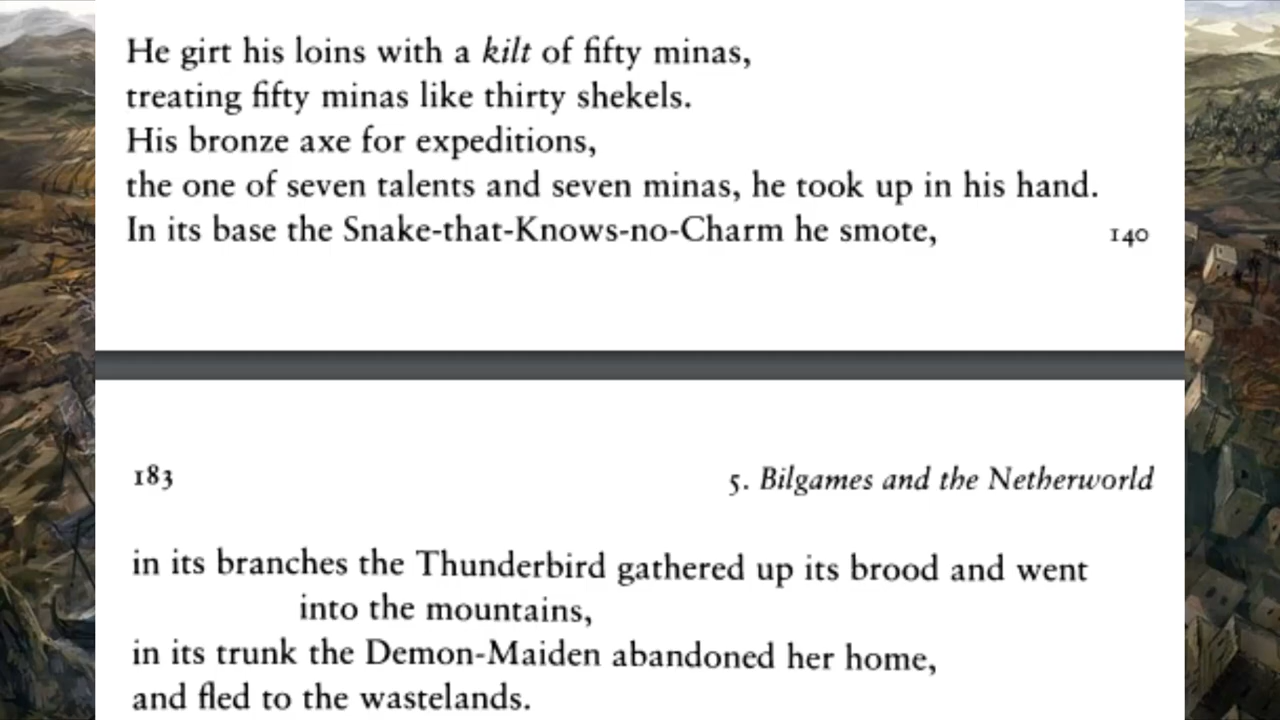 He girt his loins with a kilt of fifty minas,
treating fifty minas like thirty shekels.
His bronze axe for expeditions,
the one of seven talents and seven minas, he took up in his hand.
In its base the Snake-that-Knows-no-Charm he smote, 140
183 5. Bilgames and the Netherworld
in its branches the Thunderbird gathered up its brood and went
into the mountains,
in its trunk the Demon-Maiden abandoned her home,
and fled to the wastelands.